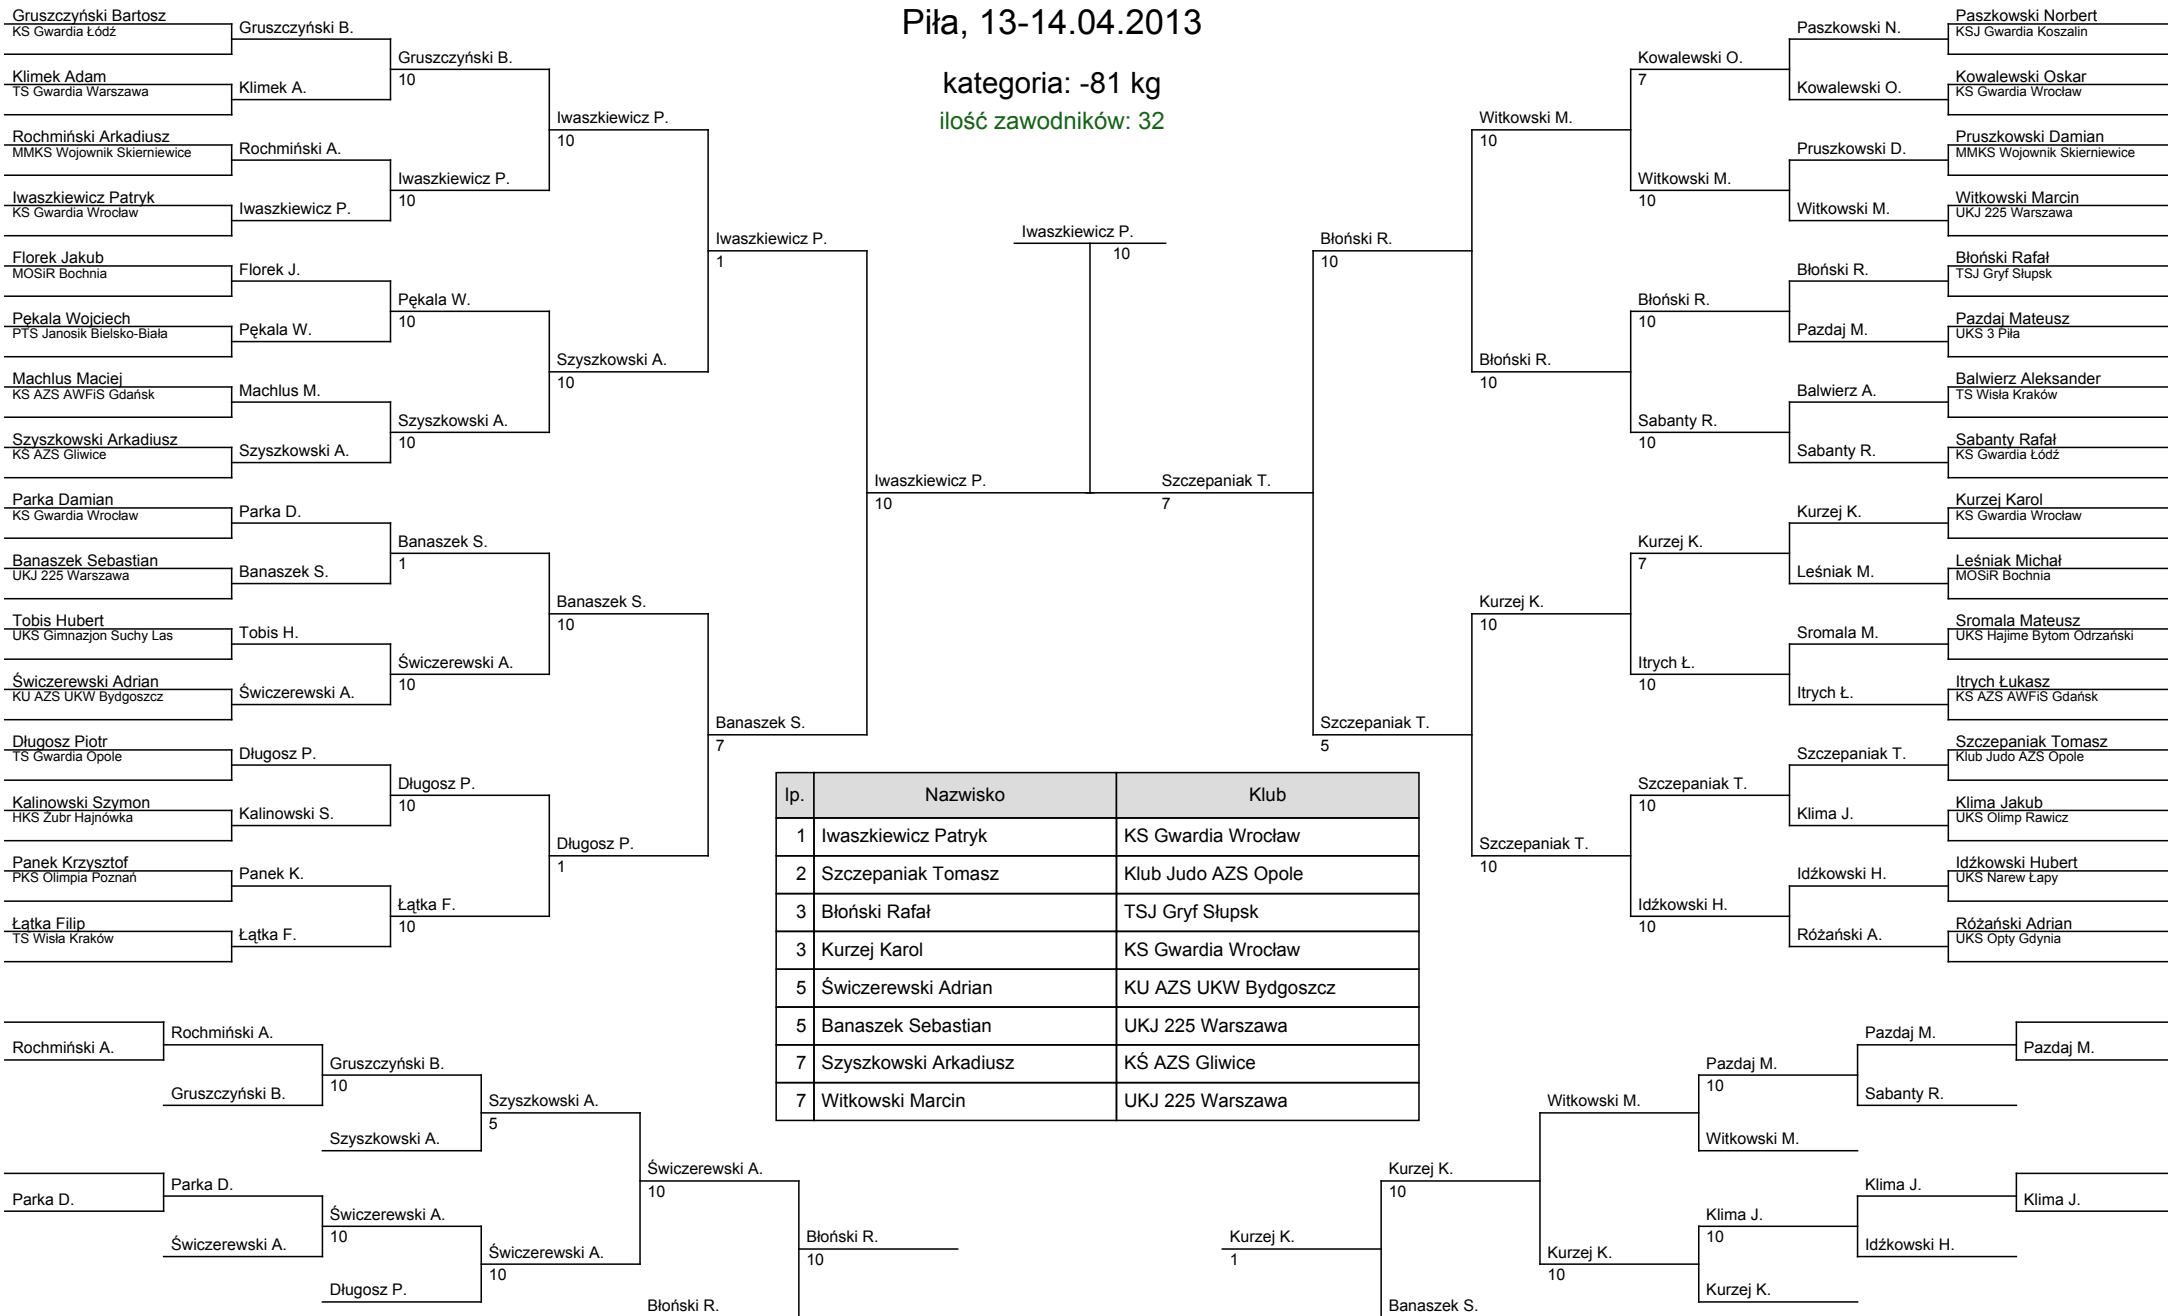 Piła, 13-14.04.2013
kategoria: -81 kg
ilość zawodników: 32
Gruszczyński Bartosz
KS Gwardia Łódź
Klimek Adam
TS Gwardia Warszawa
Rochmiński Arkadiusz
MMKS Wojownik Skierniewice
Iwaszkiewicz Patryk
KS Gwardia Wrocław
Florek Jakub
MOSiR Bochnia
Pękala Wojciech
PTS Janosik Bielsko-Biała
Machlus Maciej
KS AZS AWFiS Gdańsk
Szyszkowski Arkadiusz
KŚ AZS Gliwice
Parka Damian
KS Gwardia Wrocław
Banaszek Sebastian
UKJ 225 Warszawa
Tobis Hubert
UKS Gimnazjon Suchy Las
Świczerewski Adrian
KU AZS UKW Bydgoszcz
Długosz Piotr
TS Gwardia Opole
Kalinowski Szymon
HKS Żubr Hajnówka
Panek Krzysztof
PKS Olimpia Poznań
Łątka Filip
TS Wisła Kraków
Gruszczyński B.
Klimek A.
Rochmiński A.
Iwaszkiewicz P.
Florek J.
Pękala W.
Machlus M.
Szyszkowski A.
Parka D.
Banaszek S.
Tobis H.
Świczerewski A.
Długosz P.
Kalinowski S.
Panek K.
Łątka F.
Gruszczyński B.
10
Iwaszkiewicz P.
10
Pękala W.
10
Szyszkowski A.
10
Banaszek S.
1
Świczerewski A.
10
Długosz P.
10
Łątka F.
10
Iwaszkiewicz P.
10
Szyszkowski A.
10
Banaszek S.
10
Długosz P.
1
Iwaszkiewicz P.
1
Banaszek S.
7
Iwaszkiewicz P.
10
Iwaszkiewicz P.
10
Szczepaniak T.
7
Błoński R.
10
Szczepaniak T.
5
Witkowski M.
10
Błoński R.
10
Kurzej K.
10
Szczepaniak T.
10
Kowalewski O.
7
Witkowski M.
10
Błoński R.
10
Sabanty R.
10
Kurzej K.
7
Itrych Ł.
10
Szczepaniak T.
10
Idźkowski H.
10
Paszkowski N.
Kowalewski O.
Pruszkowski D.
Witkowski M.
Błoński R.
Pazdaj M.
Balwierz A.
Sabanty R.
Kurzej K.
Leśniak M.
Sromala M.
Itrych Ł.
Szczepaniak T.
Klima J.
Idźkowski H.
Różański A.
Paszkowski Norbert
KSJ Gwardia Koszalin
Kowalewski Oskar
KS Gwardia Wrocław
Pruszkowski Damian
MMKS Wojownik Skierniewice
Witkowski Marcin
UKJ 225 Warszawa
Błoński Rafał
TSJ Gryf Słupsk
Pazdaj Mateusz
UKS 3 Piła
Balwierz Aleksander
TS Wisła Kraków
Sabanty Rafał
KS Gwardia Łódź
Kurzej Karol
KS Gwardia Wrocław
Leśniak Michał
MOSiR Bochnia
Sromala Mateusz
UKS Hajime Bytom Odrzański
Itrych Łukasz
KS AZS AWFiS Gdańsk
Szczepaniak Tomasz
Klub Judo AZS Opole
Klima Jakub
UKS Olimp Rawicz
Idźkowski Hubert
UKS Narew Łapy
Różański Adrian
UKS Opty Gdynia
lp. Nazwisko Klub
1 Iwaszkiewicz Patryk KS Gwardia Wrocław
2 Szczepaniak Tomasz Klub Judo AZS Opole
3 Błoński Rafał TSJ Gryf Słupsk
3 Kurzej Karol KS Gwardia Wrocław
5 Świczerewski Adrian KU AZS UKW Bydgoszcz
5 Banaszek Sebastian UKJ 225 Warszawa
7 Szyszkowski Arkadiusz KŚ AZS Gliwice
7 Witkowski Marcin UKJ 225 Warszawa
Rochmiński A.
Parka D.
Rochmiński A.
Gruszczyński B.
Parka D.
Świczerewski A.
Gruszczyński B.
10
Szyszkowski A.
Świczerewski A.
10
Długosz P.
Szyszkowski A.
5
Świczerewski A.
10
Świczerewski A.
10
Błoński R.
Błoński R.
10
Kurzej K.
1
Kurzej K.
10
Banaszek S.
Witkowski M.
Kurzej K.
10
Pazdaj M.
10
Witkowski M.
Klima J.
10
Kurzej K.
Pazdaj M.
Sabanty R.
Klima J.
Idźkowski H.
Pazdaj M.
Klima J.